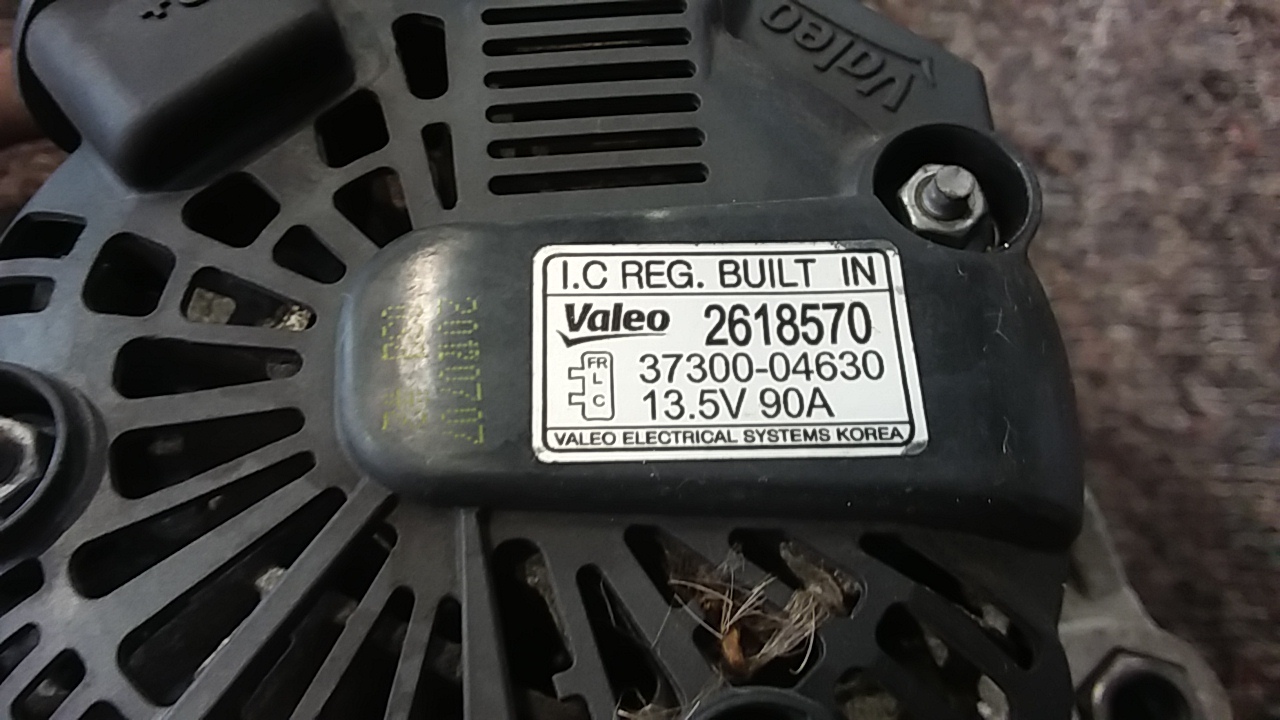 Valeo
I.C REG. BUILT IN
Valeo 2618570
FR
L
C
37300-04630
13.5V 90A
VALEO ELECTRICAL SYSTEMS KOREA